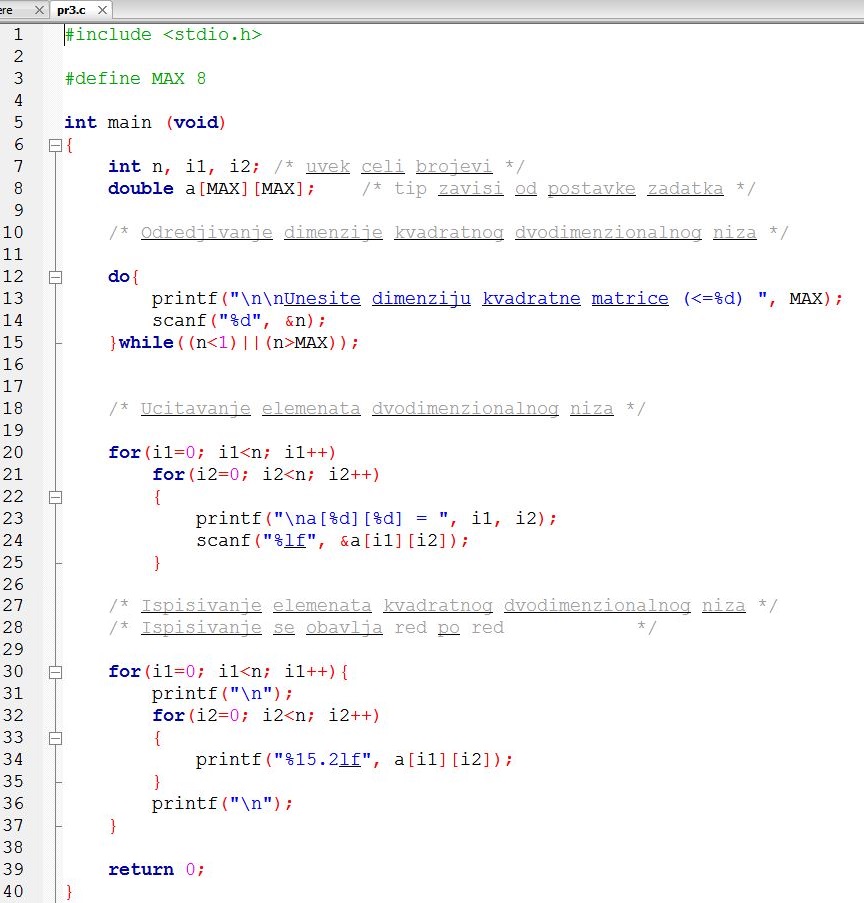 ere pr3.c
1 #include <stdio.h>
2
3 #define MAX 8
4
5 int main (void)
6 {
7 int n, i1, i2; /* uvek celi brojevi */
8 double a[MAX][MAX]; /* tip zavisi od postavke zadatka */
9
10 /* Odredjivanje dimenzije kvadratnog dvodimenzionalnog niza */
11
12 do{
13 printf("\n\nUnesite dimenziju kvadratne matrice (<=%d) ", MAX);
14 scanf("%d", &n);
15 }while((n<1)||(n>MAX));
16
17
18 /* Ucitavanje elemenata dvodimenzionalnog niza */
19
20 for(i1=0; i1<n; i1++)
21 for(i2=0; i2<n; i2++)
22 {
23 printf("\na[%d][%d] = ", i1, i2);
24 scanf("%lf", &a[i1][i2]);
25 }
26
27 /* Ispisivanje elemenata kvadratnog dvodimenzionalnog niza */
28 /* Ispisivanje se obavlja red po red */
29
30 for(i1=0; i1<n; i1++){
31 printf("\n");
32 for(i2=0; i2<n; i2++)
33 {
34 printf("%15.2lf", a[i1][i2]);
35 }
36 printf("\n");
37 }
38
39 return 0;
40 }